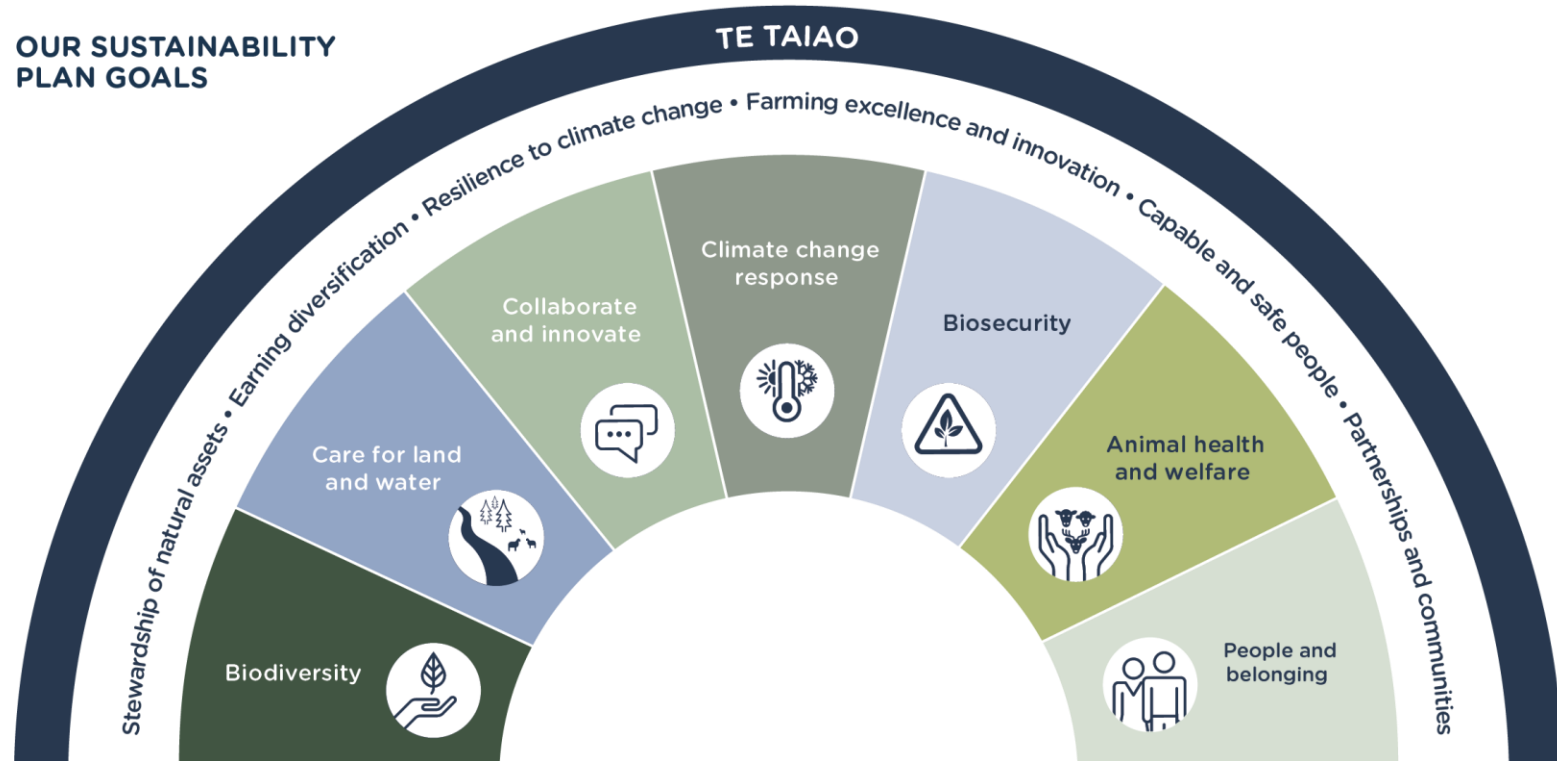 OUR SUSTAINABILITY
PLAN GOALS
TE TAIAO
Stewardship of natural assets • Earning diversification • Resilience to climate change • Farming excellence and innovation • Capable and safe people • Partnerships and communities
Biodiversity
Care for land
and water
Collaborate
and innovate
Climate change
response
Biosecurity
Animal health
and welfare
People and
belonging